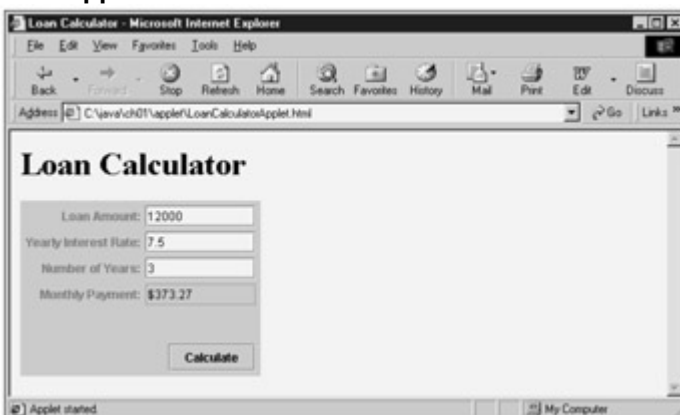 Loan Calculator - Microsoft Internet Explorer
File Edit View Favorites Tools Help
Back Forward Stop Refresh Home Search Favorites History Mail Print Edit Discuss
Address C:\java\ch01\applet\LoanCalculatorApplet.html Go Links »
Loan Calculator
Loan Amount: 12000
Yearly Interest Rate: 7.5
Number of Years: 3
Monthly Payment: $373.27
Calculate
Applet started. My Computer